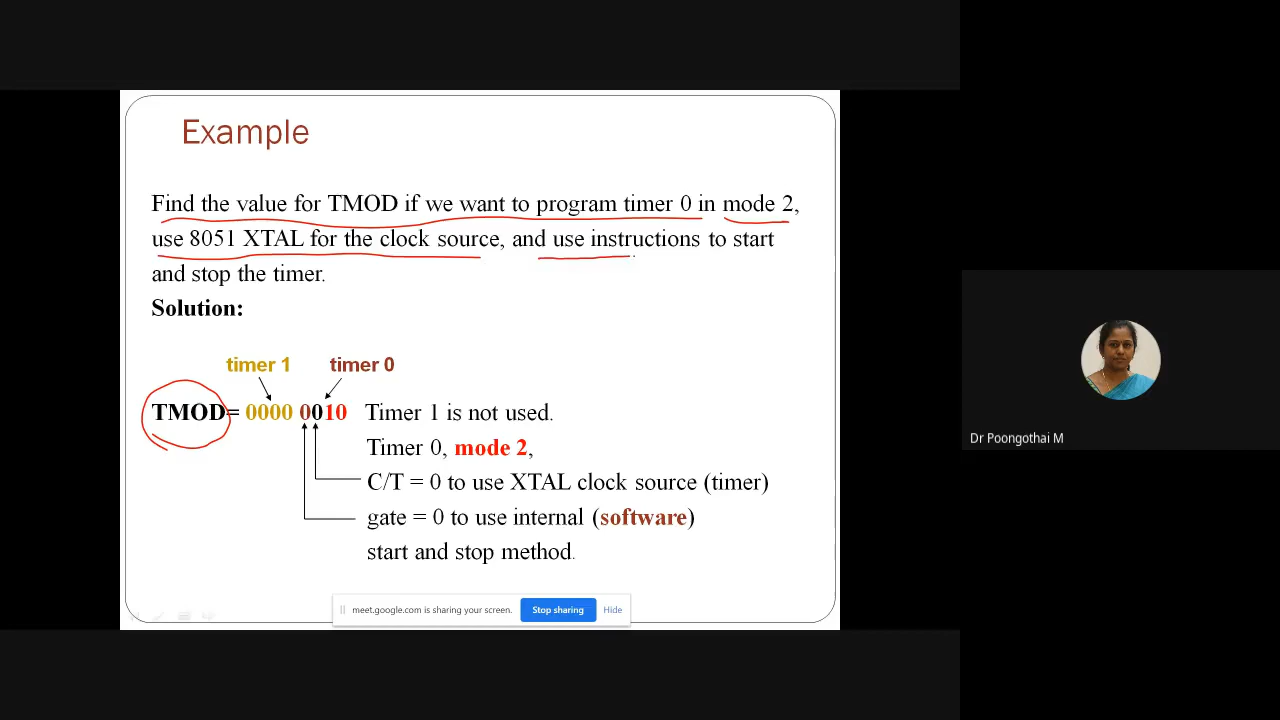 Example
Find the value for TMOD if we want to program timer 0 in mode 2,
use 8051 XTAL for the clock source, and use instructions to start
and stop the timer.
Solution:
timer 1 timer 0
TMOD= 0000 0010 Timer 1 is not used.
Timer 0, mode 2,
C/T = 0 to use XTAL clock source (timer)
gate = 0 to use internal (software)
start and stop method.
meet.google.com is sharing your screen. Stop sharing Hide
Dr Poongothai M